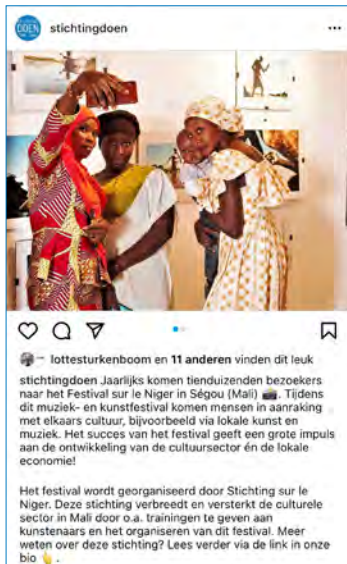 DOEN
stichtingdoen
lottesturkenboom en 11 anderen vinden dit leuk
stichtingdoen Jaarlijks komen tienduizenden bezoekers
naar het Festival sur le Niger in Ségou (Mali) 📸. Tijdens
dit muziek- en kunstfestival komen mensen in aanraking
met elkaars cultuur, bijvoorbeeld via lokale kunst en
muziek. Het succes van het festival geeft een grote impuls
aan de ontwikkeling van de cultuursector én de lokale
economie!
Het festival wordt georganiseerd door Stichting sur le
Niger. Deze stichting verbreedt en versterkt de culturele
sector in Mali door o.a. trainingen te geven aan
kunstenaars en het organiseren van dit festival. Meer
weten over deze stichting? Lees verder via de link in onze
bio 👆.